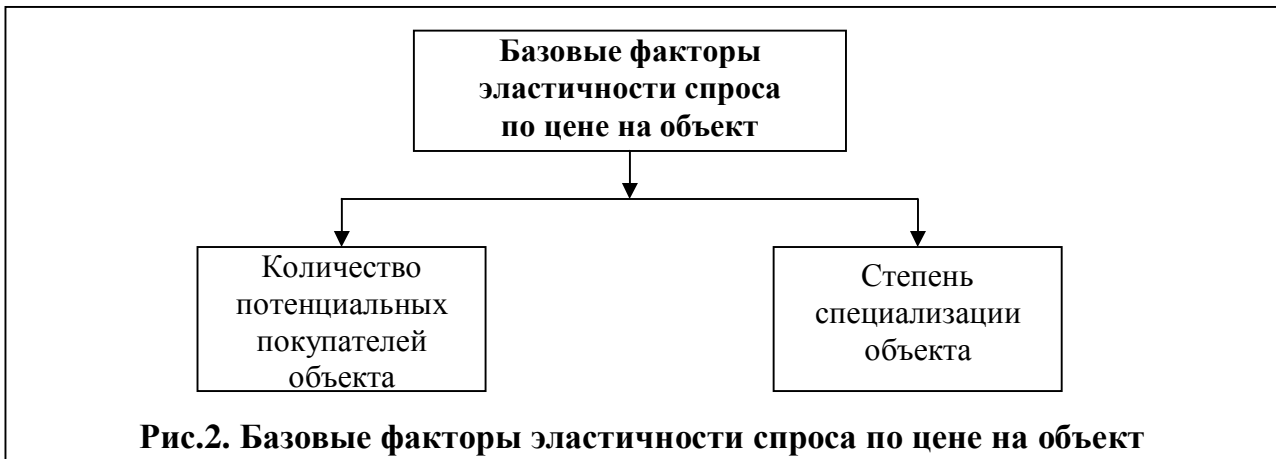 Базовые факторы
эластичности спроса
по цене на объект
Количество
потенциальных
покупателей
объекта
Степень
специализации
объекта
Рис.2. Базовые факторы эластичности спроса по цене на объект